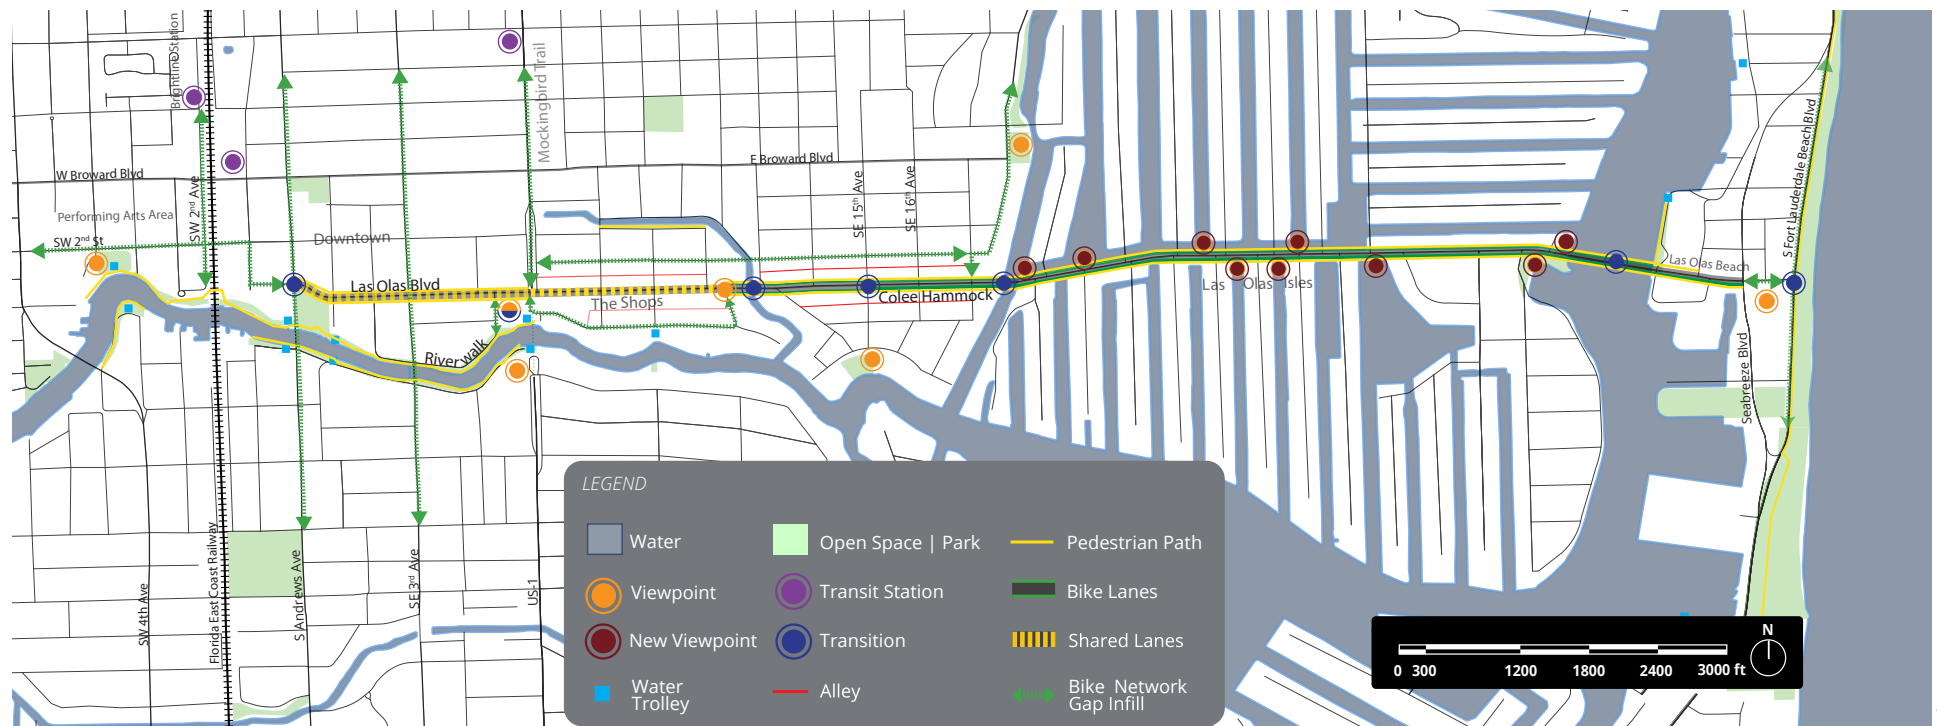 Brightline Station
Mockingbird Trail
E Broward Blvd
W Broward Blvd
SW 2nd Ave
SE 15th Ave
SE 16th Ave
S Fort Lauderdale Beach Blvd
Performing Arts Area
SW 2nd St
Downtown
Las Olas Beach
Las Olas Blvd
The Shops
Colee Hammock
Las Olas Isles
Riverwalk
Seabreeze Blvd
SW 4th Ave
Florida East Coast Railway
S Andrews Ave
SE 3rd Ave
US-1
LEGEND
Water
Open Space | Park
Pedestrian Path
Viewpoint
Transit Station
Bike Lanes
New Viewpoint
Transition
Shared Lanes
Water
Trolley
Alley
Bike Network
Gap Infill
N
0 300 1200 1800 2400 3000 ft